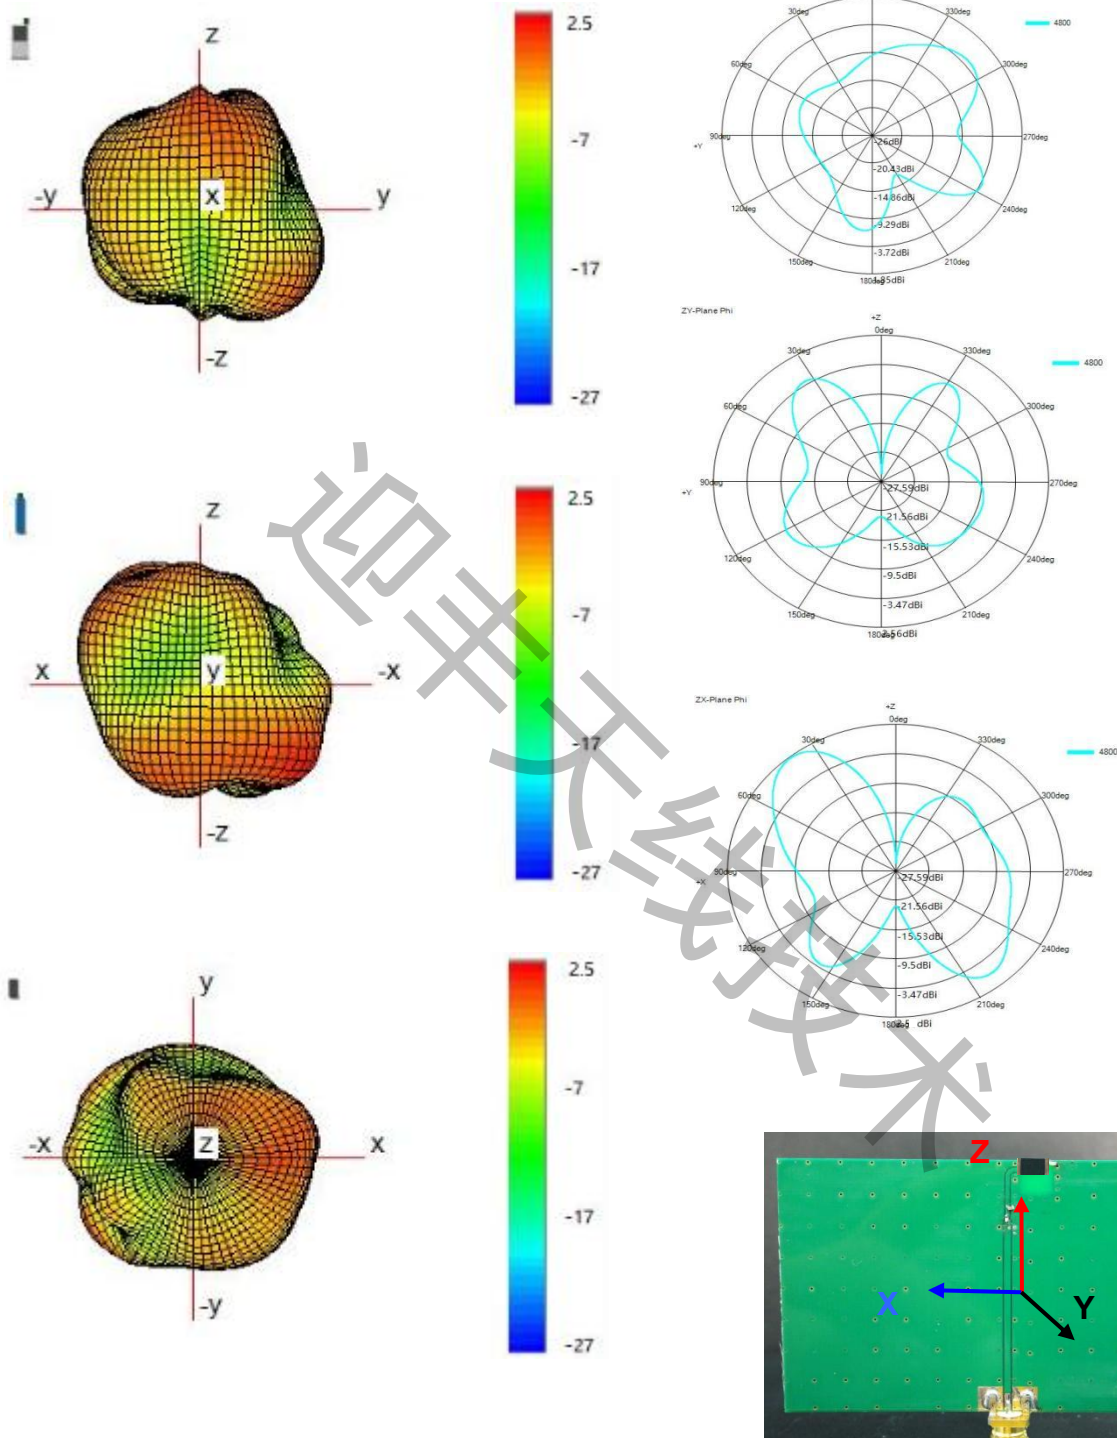 z
-y
x
y
-z
2.5
-7
-17
-27
30deg
330deg
4800
60deg
300deg
90deg
+Y
270deg
-26dBi
-20.43dBi
-14.86dBi
-9.29dBi
-3.72dBi
120deg
240deg
150deg
210deg
180deg
ZY-Plane Phi
+Z
0deg
30deg
330deg
4800
60deg
300deg
90deg
+Y
270deg
-27.59dBi
-21.56dBi
-15.53dBi
-9.5dBi
-3.47dBi
120deg
240deg
150deg
210deg
z
x
y
-x
-z
2.5
-7
-17
-27
ZX-Plane Phi
+Z
0deg
30deg
330deg
4800
60deg
300deg
90deg
+X
270deg
-27.59dBi
-21.56dBi
-15.53dBi
-9.5dBi
-3.47dBi
dBi
120deg
240deg
150deg
210deg
y
-x
z
x
-y
2.5
-7
-17
-27
Z
X
Y
迎丰天线技术